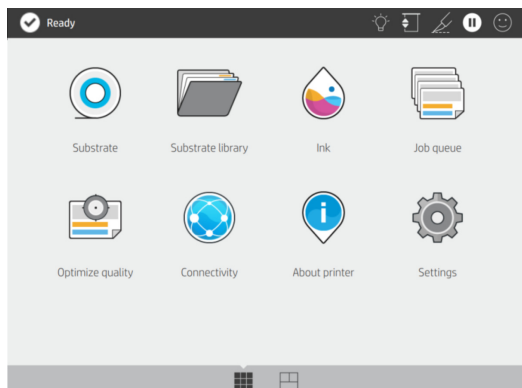 Ready
Substrate
Substrate library
Ink
Job queue
Optimize quality
Connectivity
About printer
Settings